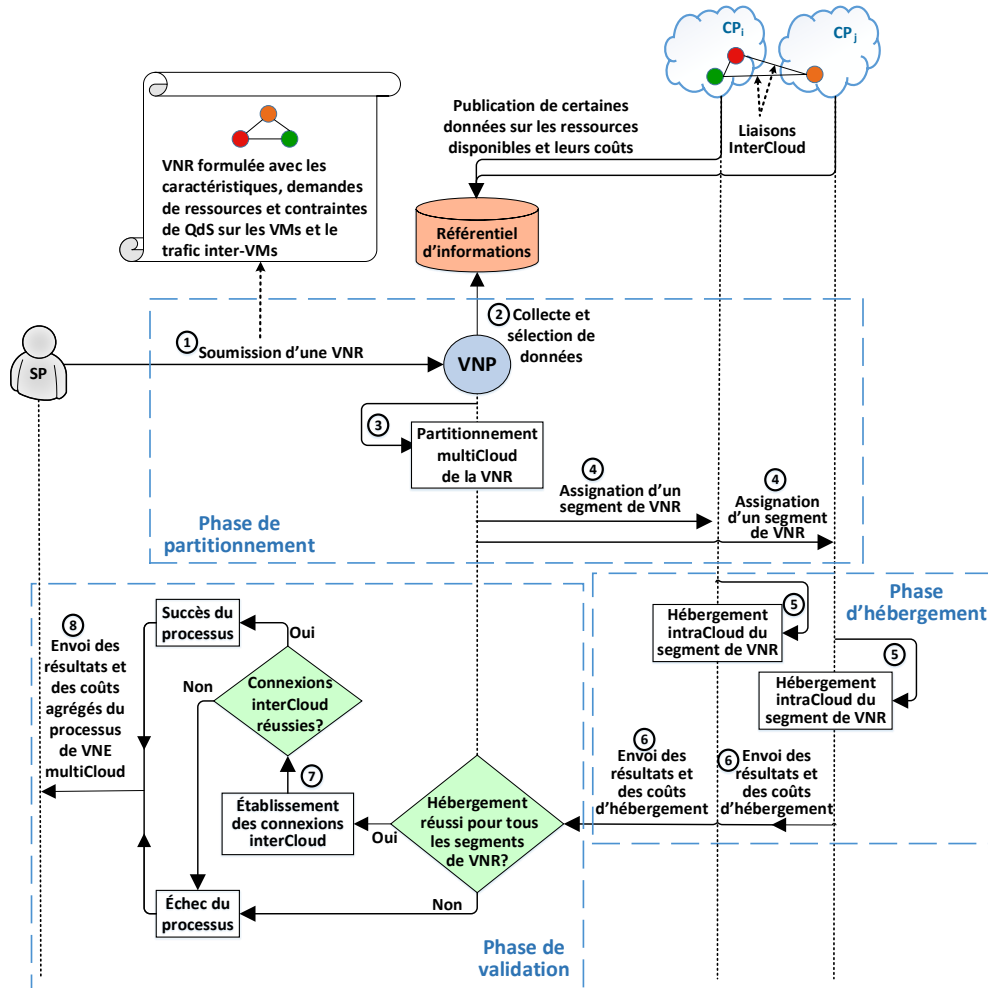 CPi
CPj
Liaisons
InterCloud
Publication de certaines
données sur les ressources
disponibles et leurs coûts
VNR formulée avec les
caractéristiques, demandes
de ressources et contraintes
de QdS sur les VMs et le
trafic inter-VMs
Référentiel
d'informations
SP
1
Soumission d'une VNR
VNP
2
Collecte et
sélection de
données
3
Partitionnement
multiCloud
de la VNR
4
Assignation d'un
segment de VNR
4
Assignation
d'un segment
de VNR
Phase de
partitionnement
Phase
d'hébergement
5
Hébergement
intraCloud du
segment de VNR
5
Hébergement
intraCloud du
segment de VNR
6
Envoi des
résultats et
des coûts
d'hébergement
6
Envoi des
résultats et
des coûts
d'hébergement
Hébergement
réussi pour tous
les segments
de VNR?
Oui
Non
7
Établissement
des connexions
interCloud
Connexions
interCloud
réussies?
Oui
Non
Succès du
processus
Échec du
processus
8
Envoi des
résultats et
des coûts
agrégés du
processus
de VNE
multiCloud
Phase de
validation